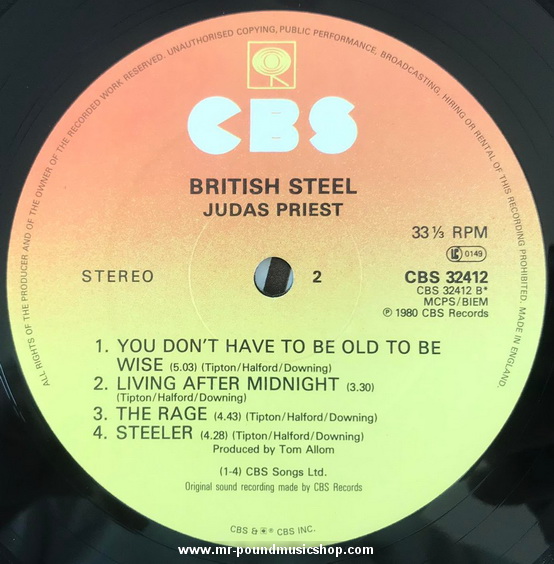 ALL RIGHTS OF THE PRODUCER AND OF THE OWNER OF THE RECORDED WORK RESERVED. UNAUTHORISED COPYING, PUBLIC PERFORMANCE, BROADCASTING, HIRING OR RENTAL OF THIS RECORDING PROHIBITED. MADE IN ENGLAND.
CBS
BRITISH STEEL
JUDAS PRIEST
33⅓ RPM
LC 0149
STEREO
2
CBS 32412
CBS 32412 B*
MCPS/BIEM
℗ 1980 CBS Records
1. YOU DON'T HAVE TO BE OLD TO BE
WISE (5.03) (Tipton/Halford/Downing)
2. LIVING AFTER MIDNIGHT (3.30)
(Tipton/Halford/Downing)
3. THE RAGE (4.43) (Tipton/Halford/Downing)
4. STEELER (4.28) (Tipton/Halford/Downing)
Produced by Tom Allom
(1-4) CBS Songs Ltd.
Original sound recording made by CBS Records
CBS & ® CBS INC.
www.mr-poundmusicshop.com